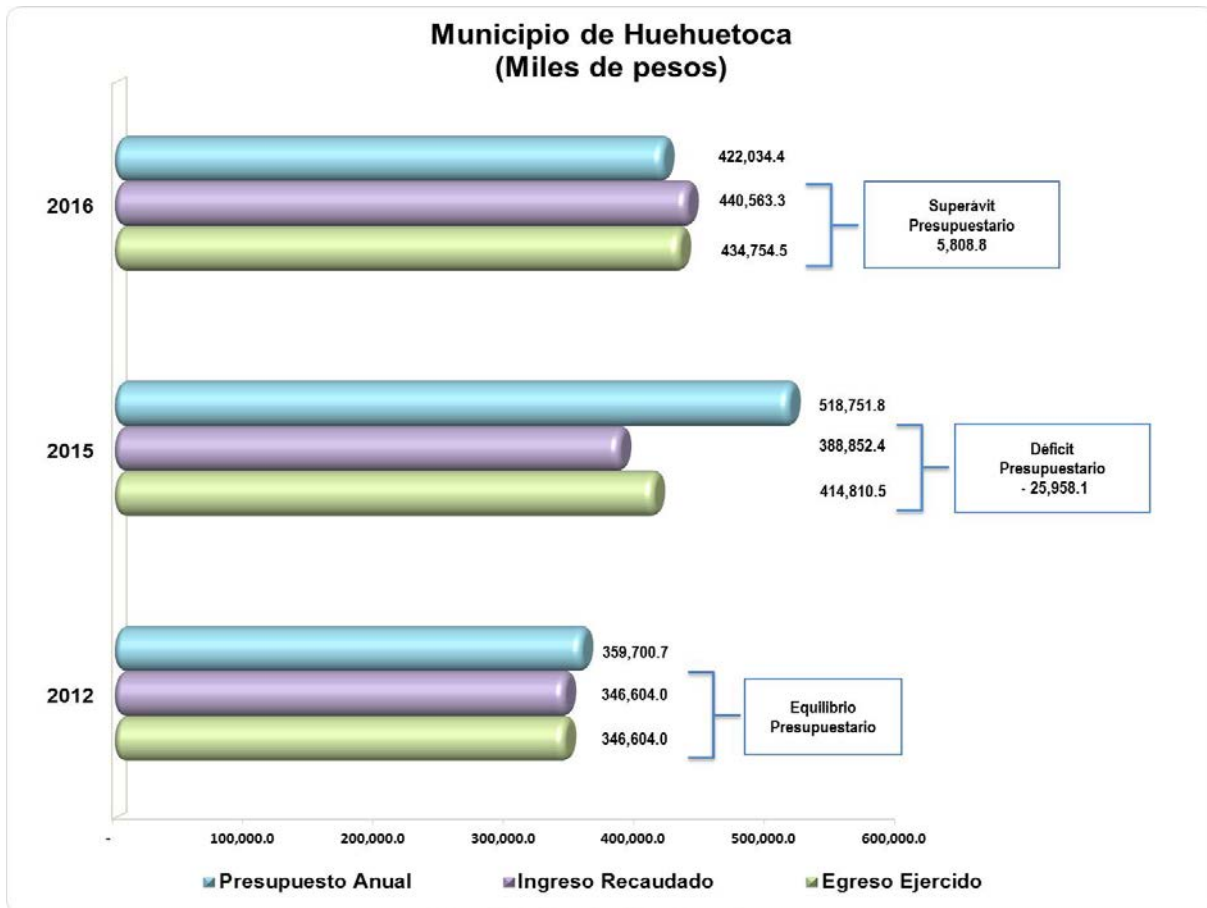 Municipio de Huehuetoca
(Miles de pesos)
2016
422,034.4
440,563.3
434,754.5
Superávit
Presupuestario
5,808.8
2015
518,751.8
388,852.4
414,810.5
Déficit
Presupuestario
- 25,958.1
2012
359,700.7
346,604.0
346,604.0
Equilibrio
Presupuestario
- 100,000.0 200,000.0 300,000.0 400,000.0 500,000.0 600,000.0
Presupuesto Anual Ingreso Recaudado Egreso Ejercido